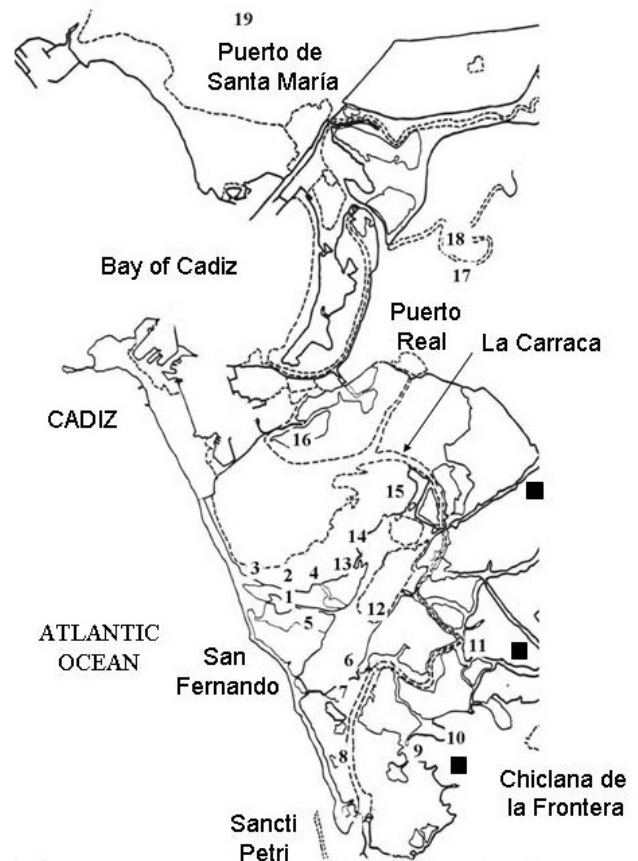 19
Puerto de
Santa María
18
17
Bay of Cadiz
Puerto
Real
La Carraca
CADIZ
16
15
14
13
3
2
4
1
5
12
ATLANTIC
OCEAN
San
Fernando
6
11
7
10
9
8
Chiclana de
la Frontera
Sancti
Petri